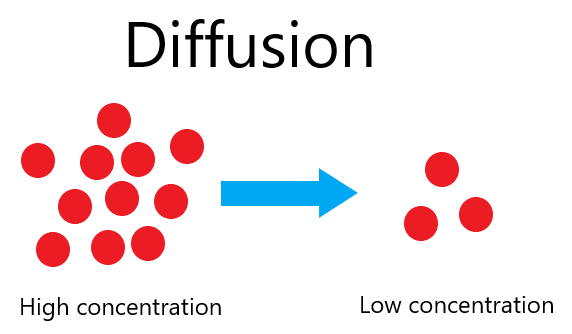 Diffusion
High concentration
Low concentration